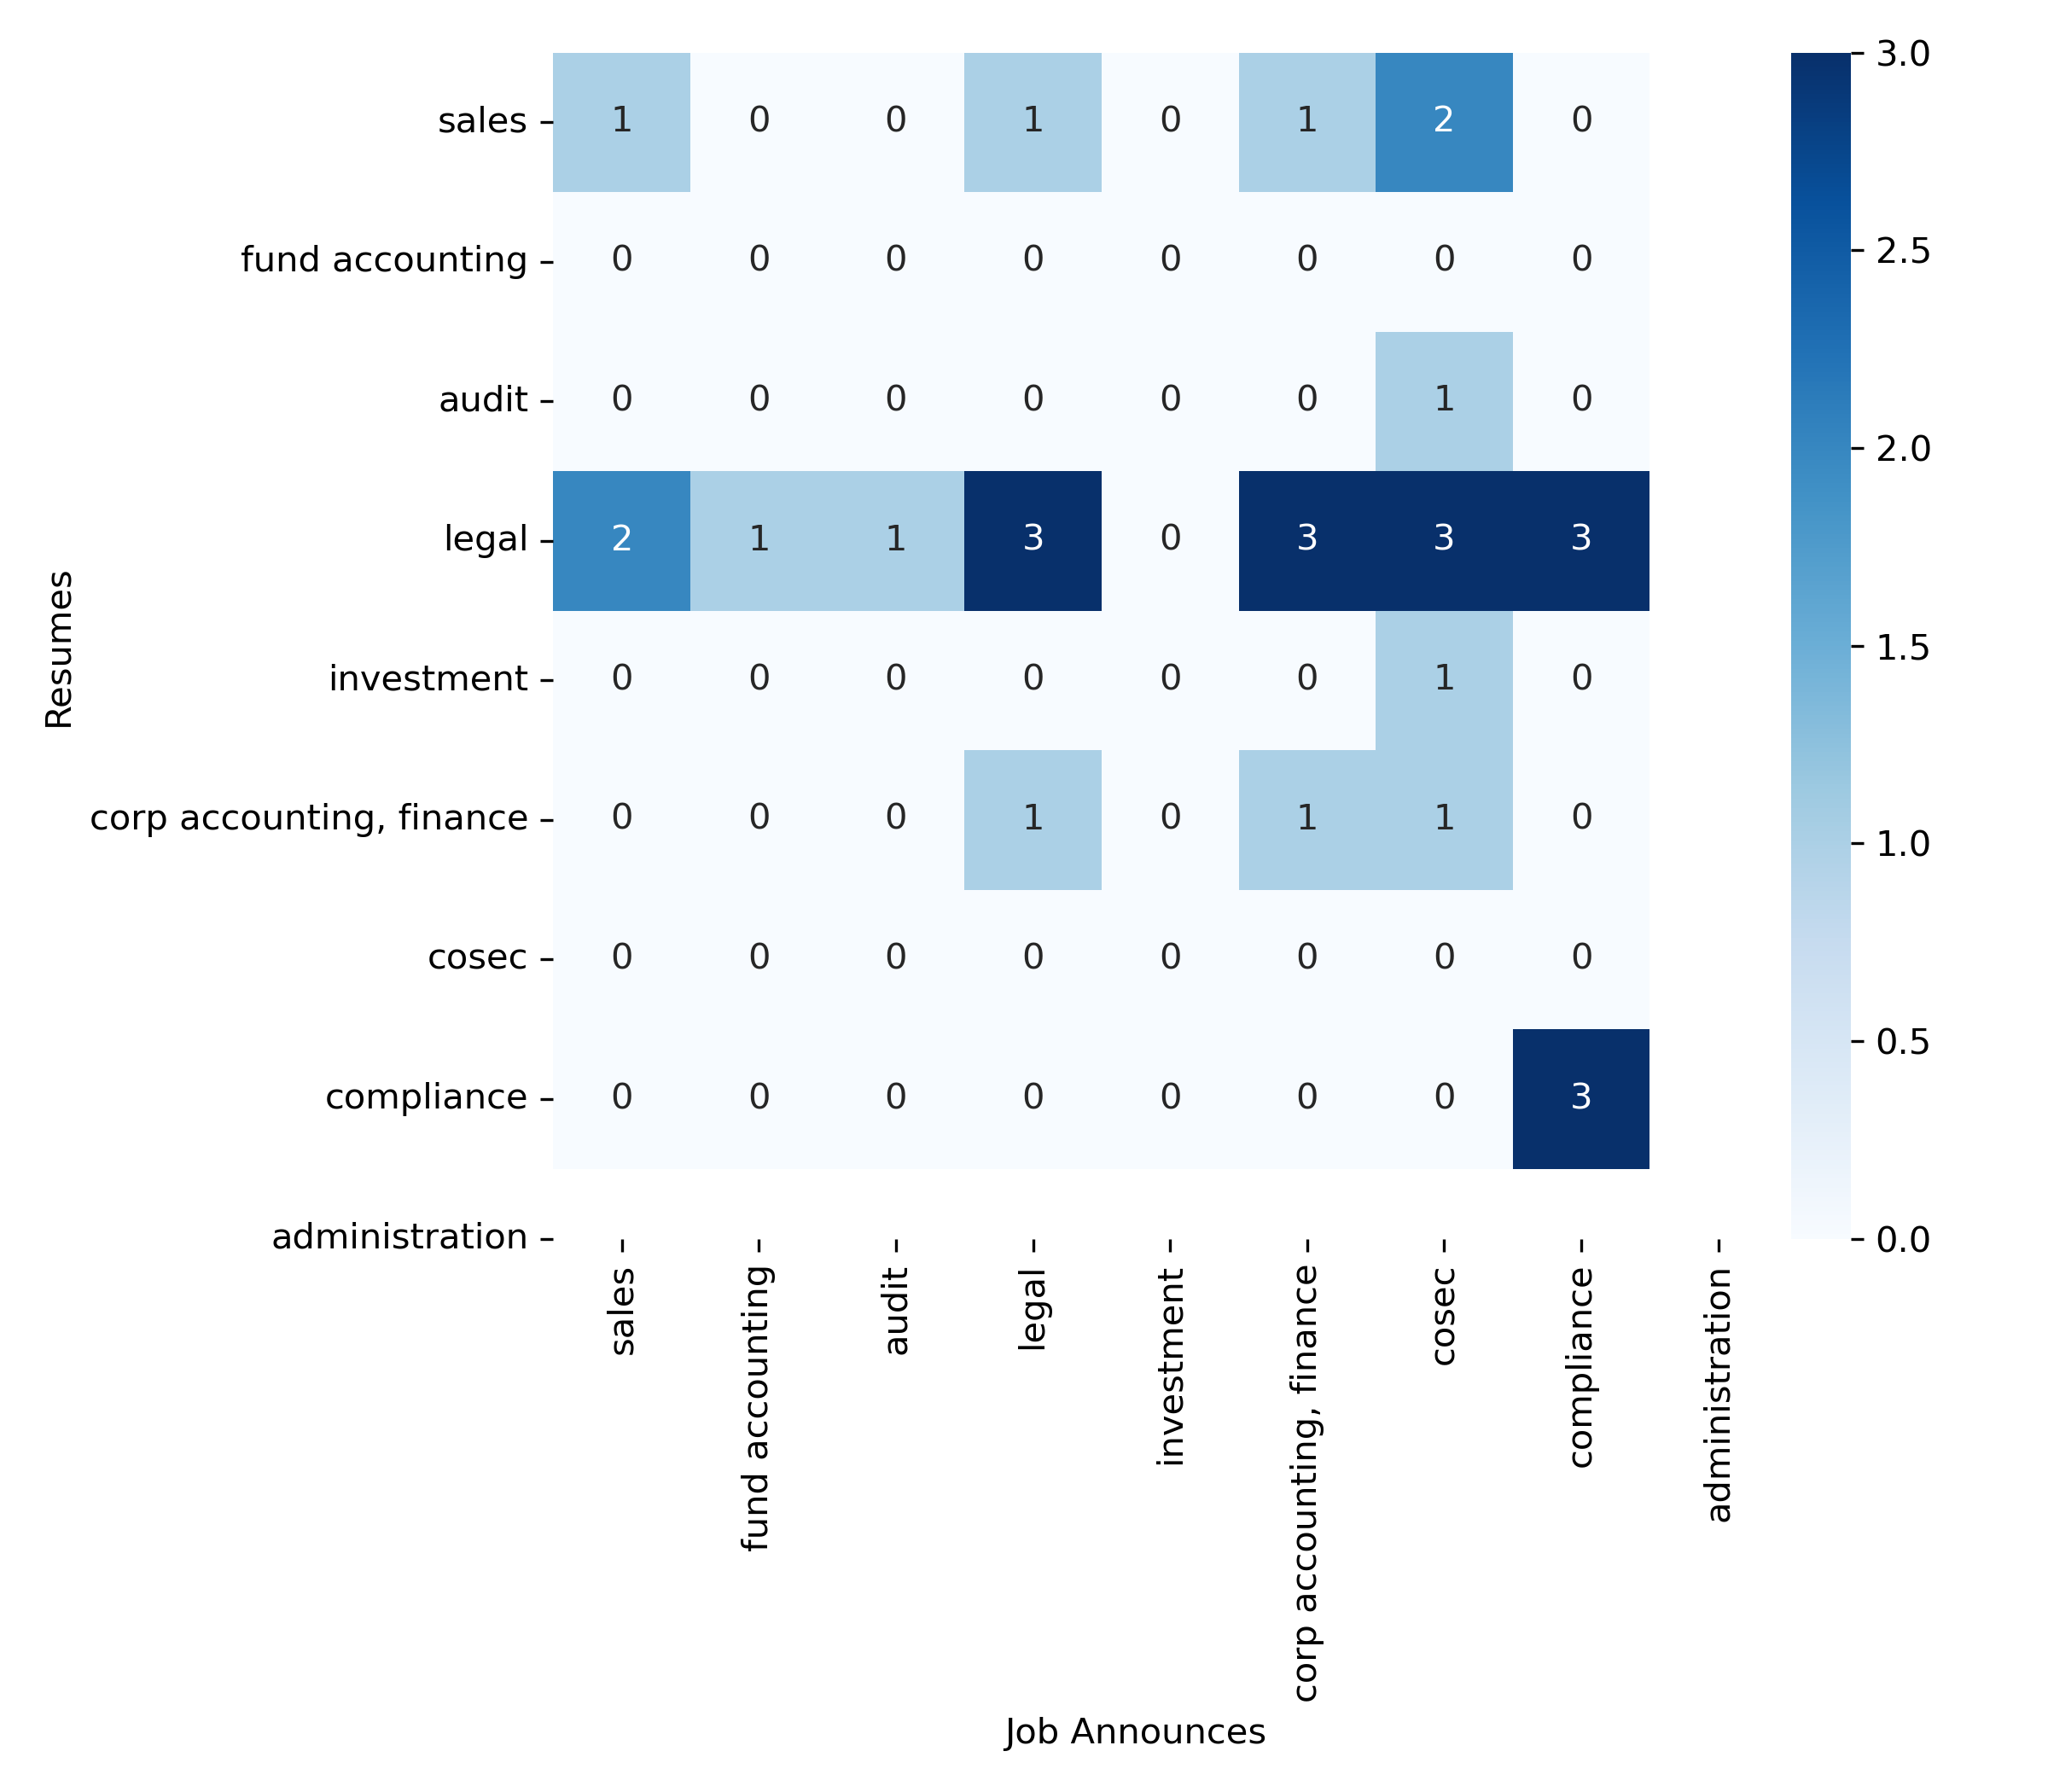 sales 1 0 0 1 0 1 2 0
fund accounting 0 0 0 0 0 0 0 0
audit 0 0 0 0 0 0 1 0
legal 2 1 1 3 0 3 3 3
investment 0 0 0 0 0 0 1 0
corp accounting, finance 0 0 0 1 0 1 1 0
cosec 0 0 0 0 0 0 0 0
compliance 0 0 0 0 0 0 0 3
administration
Resumes
sales
fund accounting
audit
legal
investment
corp accounting, finance
cosec
compliance
administration
Job Announces
3.0
2.5
2.0
1.5
1.0
0.5
0.0